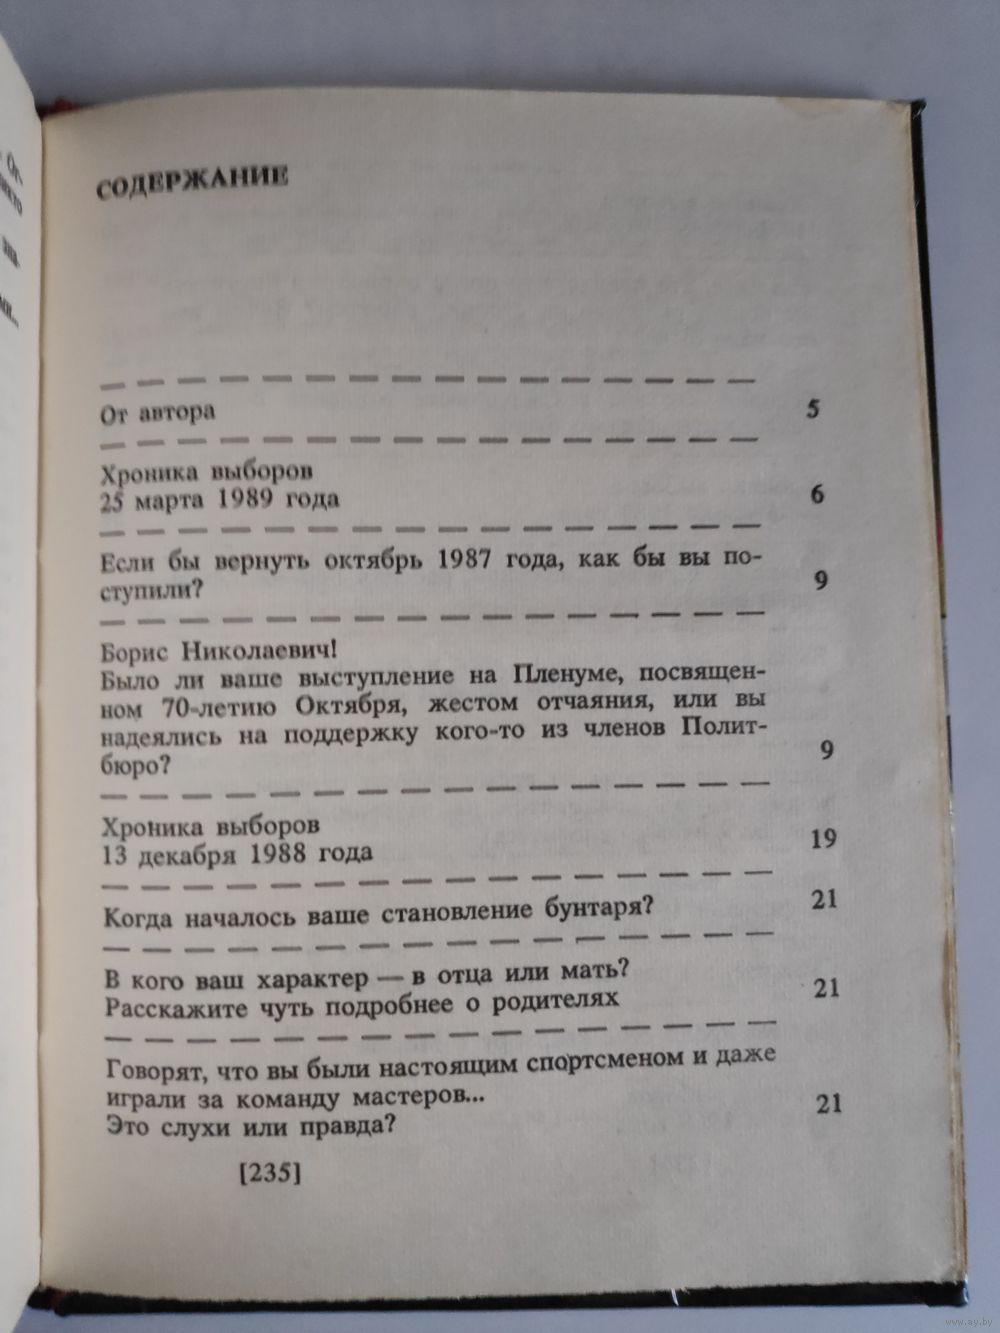 СОДЕРЖАНИЕ
От автора 5
Хроника выборов
25 марта 1989 года 6
Если бы вернуть октябрь 1987 года, как бы вы по-
ступили? 9
Борис Николаевич!
Было ли ваше выступление на Пленуме, посвящен-
ном 70-летию Октября, жестом отчаяния, или вы
надеялись на поддержку кого-то из членов Полит-
бюро? 9
Хроника выборов
13 декабря 1988 года 19
Когда началось ваше становление бунтаря? 21
В кого ваш характер — в отца или мать?
Расскажите чуть подробнее о родителях 21
Говорят, что вы были настоящим спортсменом и даже
играли за команду мастеров...
Это слухи или правда? 21
[235]
www.ay.by